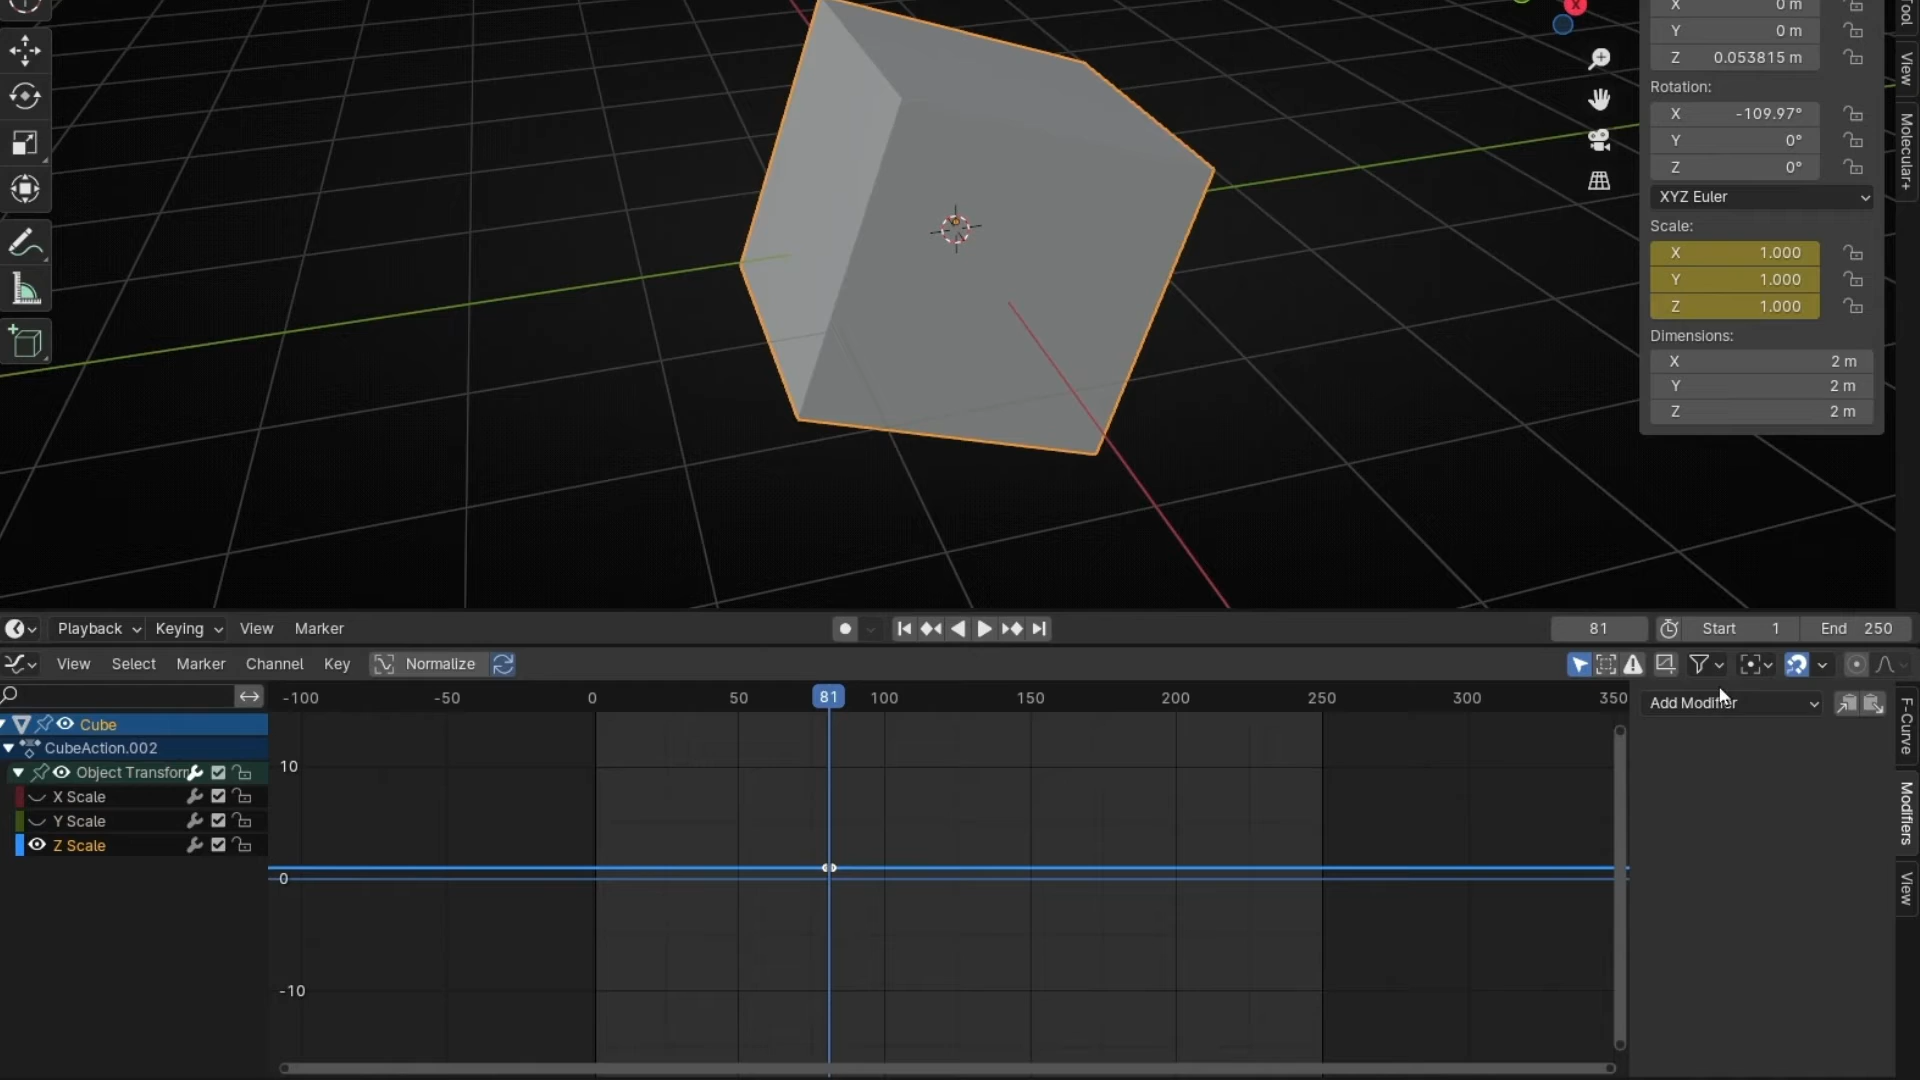 X 0 m
Y 0 m
Z 0.053815 m
Rotation:
X -109.97°
Y 0°
Z 0°
XYZ Euler
Scale:
X 1.000
Y 1.000
Z 1.000
Dimensions:
X 2 m
Y 2 m
Z 2 m
X
Tool
View
Molecular+
Playback Keying View Marker
81 Start 1 End 250
View Select Marker Channel Key Normalize
-100 -50 0 50 81 100 150 200 250 300 350
Cube
CubeAction.002
Object Transform
X Scale
Y Scale
Z Scale
10
0
-10
Add Modifier
F-Curve
Modifiers
View